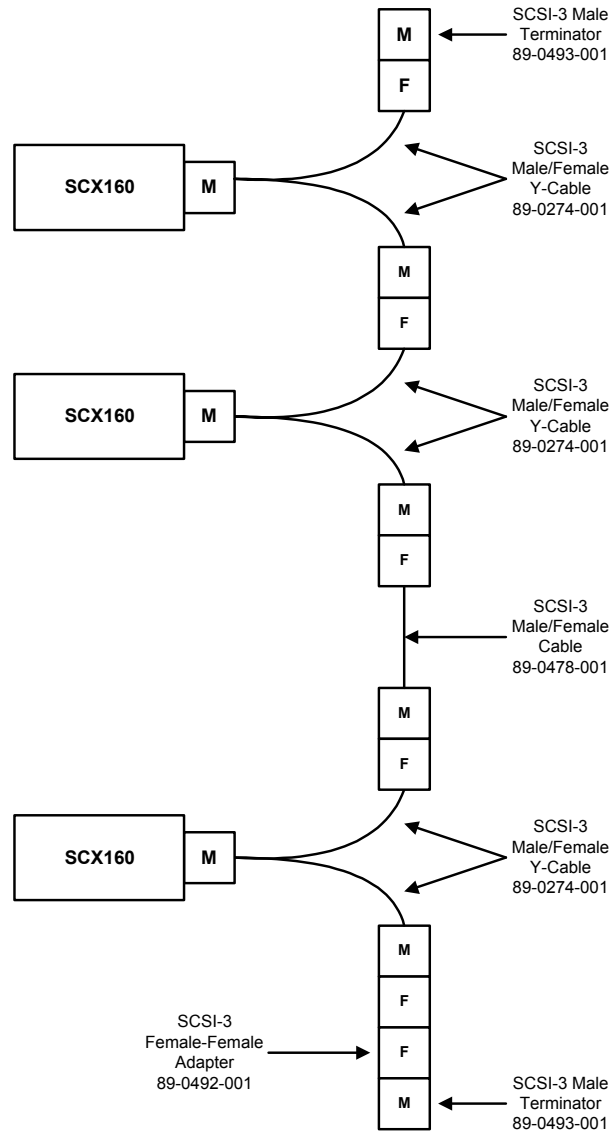 M
SCSI-3 Male
Terminator
89-0493-001
F
SCX160
M
SCSI-3
Male/Female
Y-Cable
89-0274-001
M
F
SCX160
M
SCSI-3
Male/Female
Y-Cable
89-0274-001
M
F
SCSI-3
Male/Female
Cable
89-0478-001
M
F
SCX160
M
SCSI-3
Male/Female
Y-Cable
89-0274-001
M
F
SCSI-3
Female-Female
Adapter
89-0492-001
F
M
SCSI-3 Male
Terminator
89-0493-001